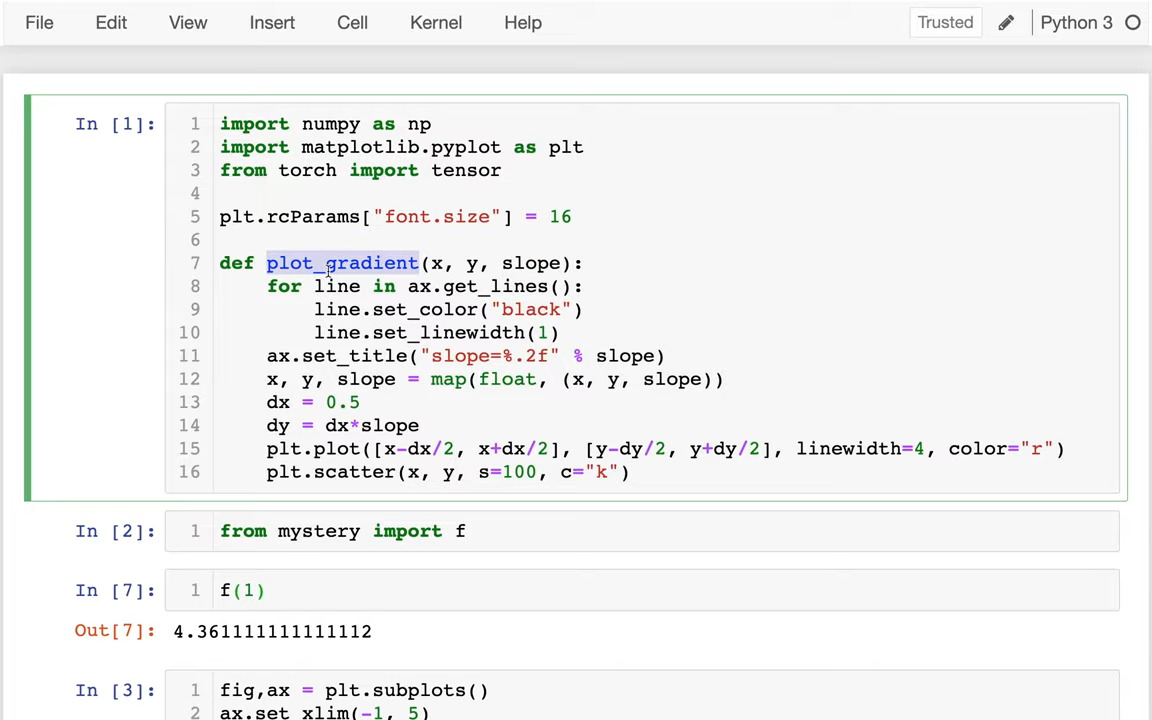 File Edit View Insert Cell Kernel Help Trusted Python 3
In [1]:
1 import numpy as np
2 import matplotlib.pyplot as plt
3 from torch import tensor
4
5 plt.rcParams["font.size"] = 16
6
7 def plot_gradient(x, y, slope):
8     for line in ax.get_lines():
9         line.set_color("black")
10         line.set_linewidth(1)
11     ax.set_title("slope=%.2f" % slope)
12     x, y, slope = map(float, (x, y, slope))
13     dx = 0.5
14     dy = dx*slope
15     plt.plot([x-dx/2, x+dx/2], [y-dy/2, y+dy/2], linewidth=4, color="r")
16     plt.scatter(x, y, s=100, c="k")
In [2]: 1 from mystery import f
In [7]: 1 f(1)
Out[7]: 4.361111111111112
In [3]: 1 fig,ax = plt.subplots()
2 ax.set_xlim(-1, 5)